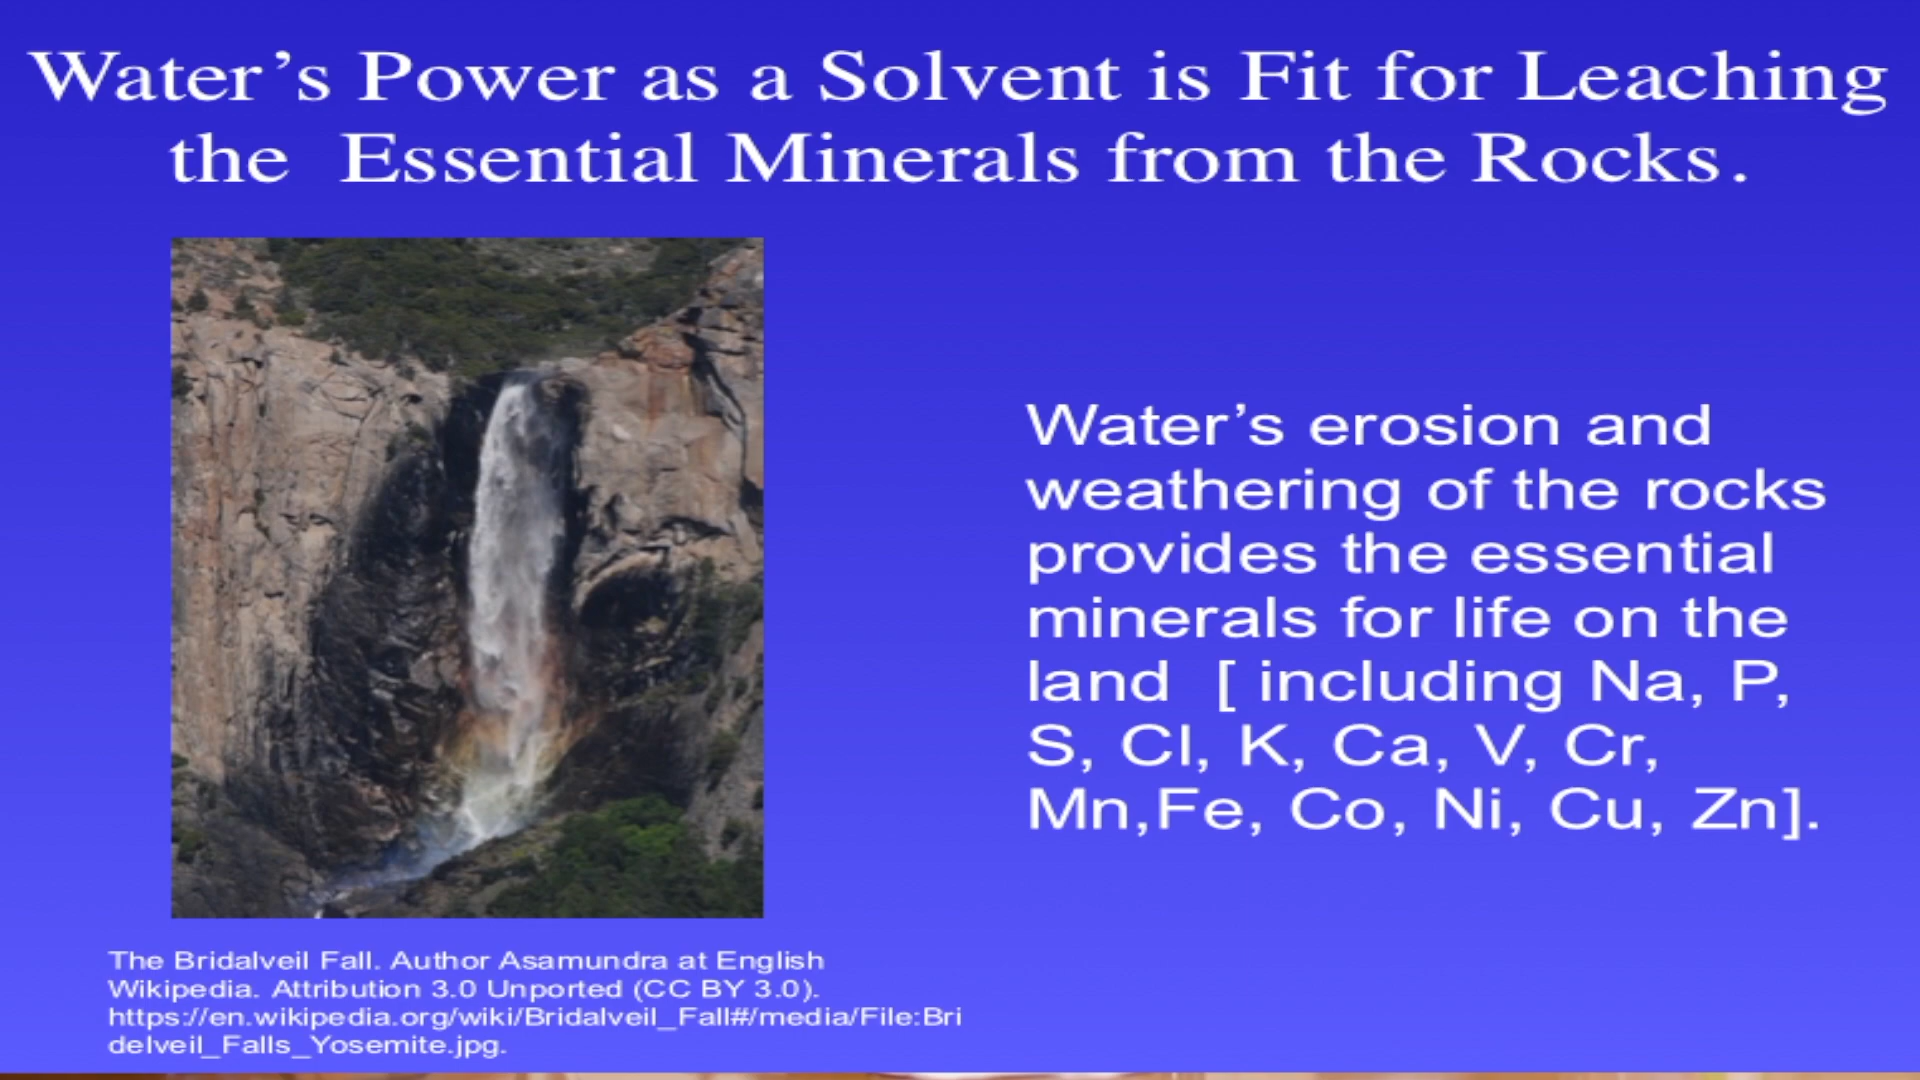 Water’s Power as a Solvent is Fit for Leaching
the  Essential Minerals from the Rocks.
Water’s erosion and
weathering of the rocks
provides the essential
minerals for life on the
land  [ including Na, P,
S, Cl, K, Ca, V, Cr,
Mn,Fe, Co, Ni, Cu, Zn].
The Bridalveil Fall. Author Asamundra at English
Wikipedia. Attribution 3.0 Unported (CC BY 3.0).
https://en.wikipedia.org/wiki/Bridalveil_Fall#/media/File:Bri
delveil_Falls_Yosemite.jpg.